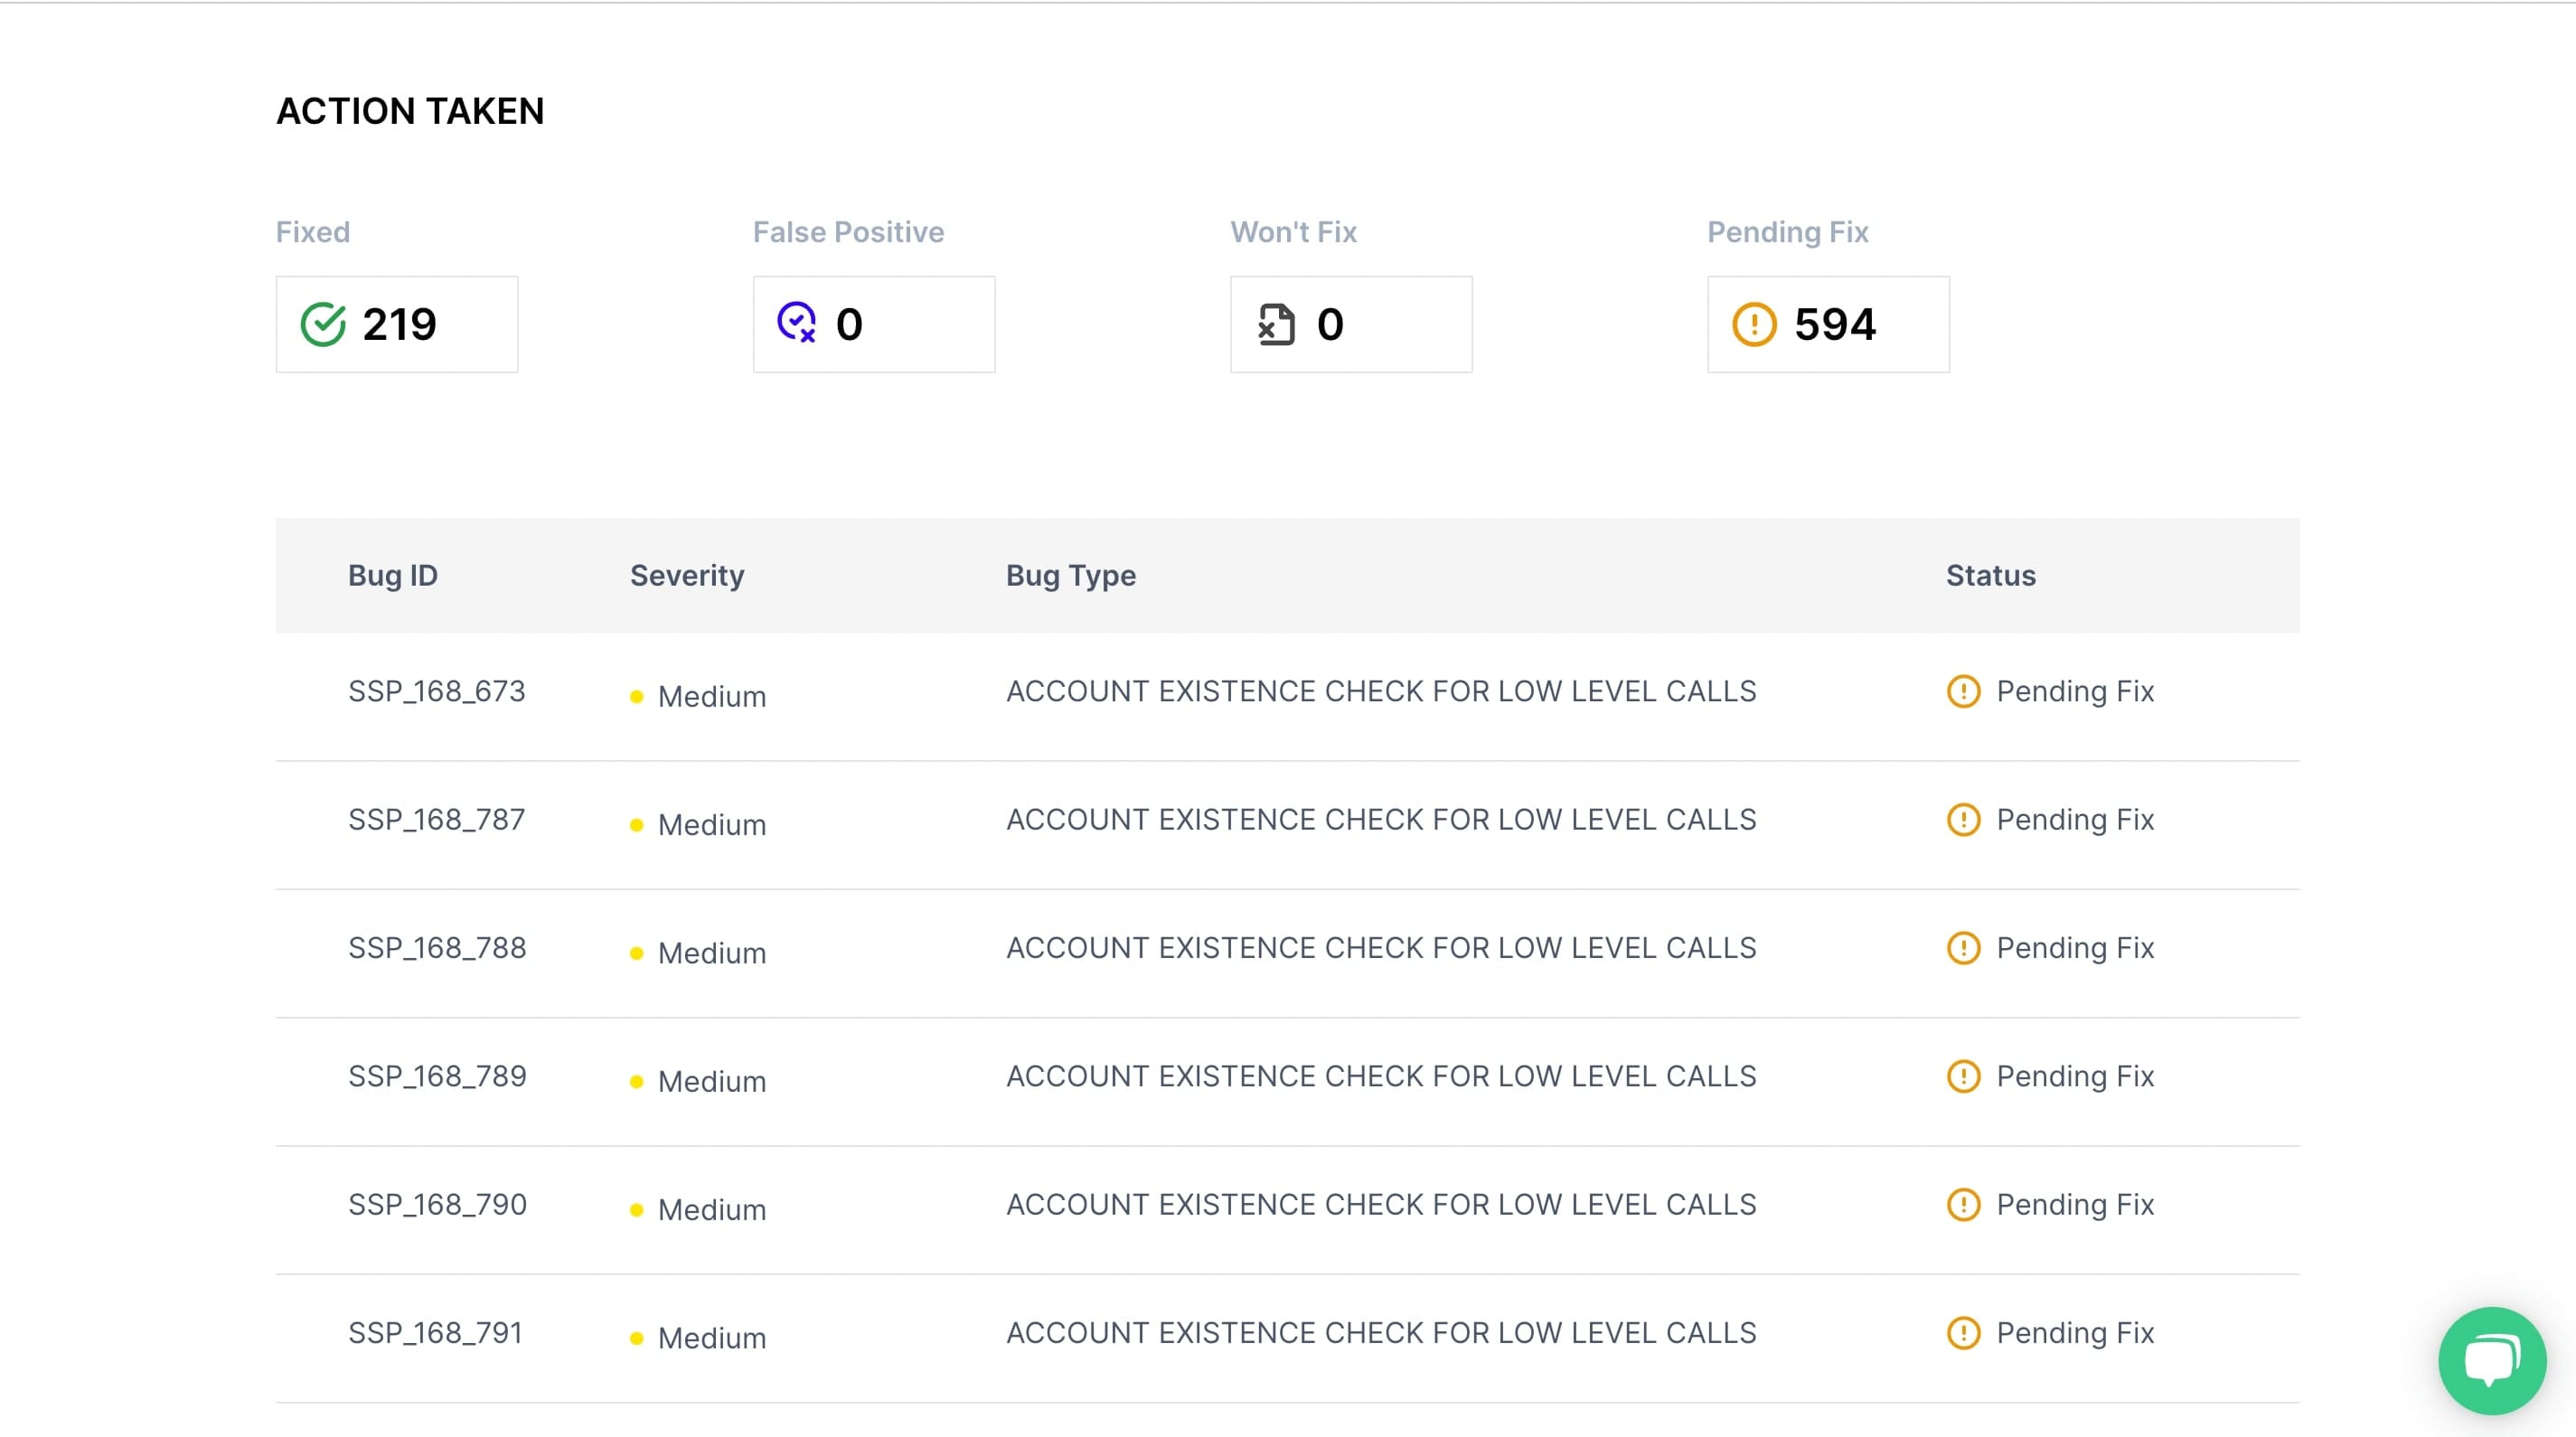 ACTION TAKEN
Fixed False Positive Won't Fix Pending Fix
219 0 0 594
Bug ID Severity Bug Type Status
SSP_168_673 Medium ACCOUNT EXISTENCE CHECK FOR LOW LEVEL CALLS Pending Fix
SSP_168_787 Medium ACCOUNT EXISTENCE CHECK FOR LOW LEVEL CALLS Pending Fix
SSP_168_788 Medium ACCOUNT EXISTENCE CHECK FOR LOW LEVEL CALLS Pending Fix
SSP_168_789 Medium ACCOUNT EXISTENCE CHECK FOR LOW LEVEL CALLS Pending Fix
SSP_168_790 Medium ACCOUNT EXISTENCE CHECK FOR LOW LEVEL CALLS Pending Fix
SSP_168_791 Medium ACCOUNT EXISTENCE CHECK FOR LOW LEVEL CALLS Pending Fix